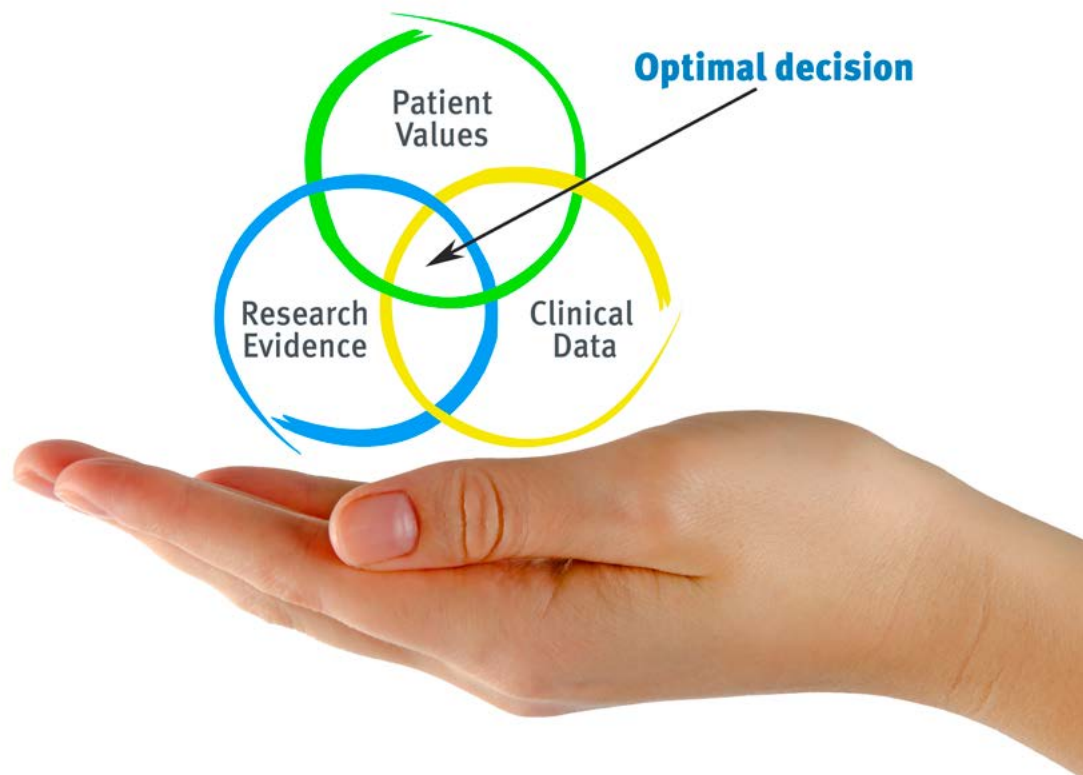 Optimal decision
Patient
Values
Research
Evidence
Clinical
Data